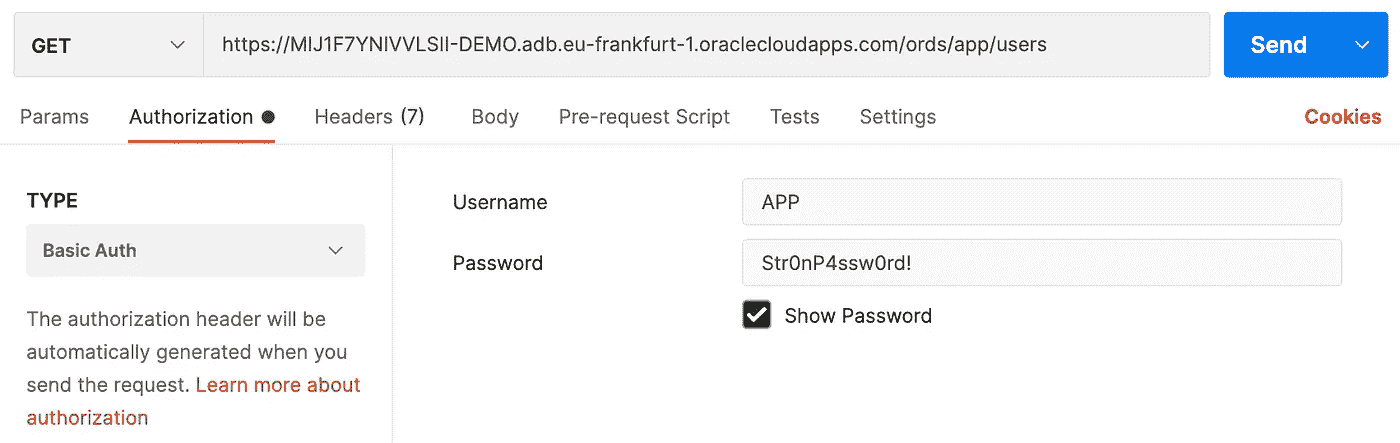 GET
https://MIJ1F7YNIVVLSII-DEMO.adb.eu-frankfurt-1.oraclecloudapps.com/ords/app/users
Send
Params
Authorization
Headers (7)
Body
Pre-request Script
Tests
Settings
Cookies
TYPE
Basic Auth
The authorization header will be
automatically generated when you
send the request. Learn more about
authorization
Username
APP
Password
Str0nP4ssw0rd!
Show Password